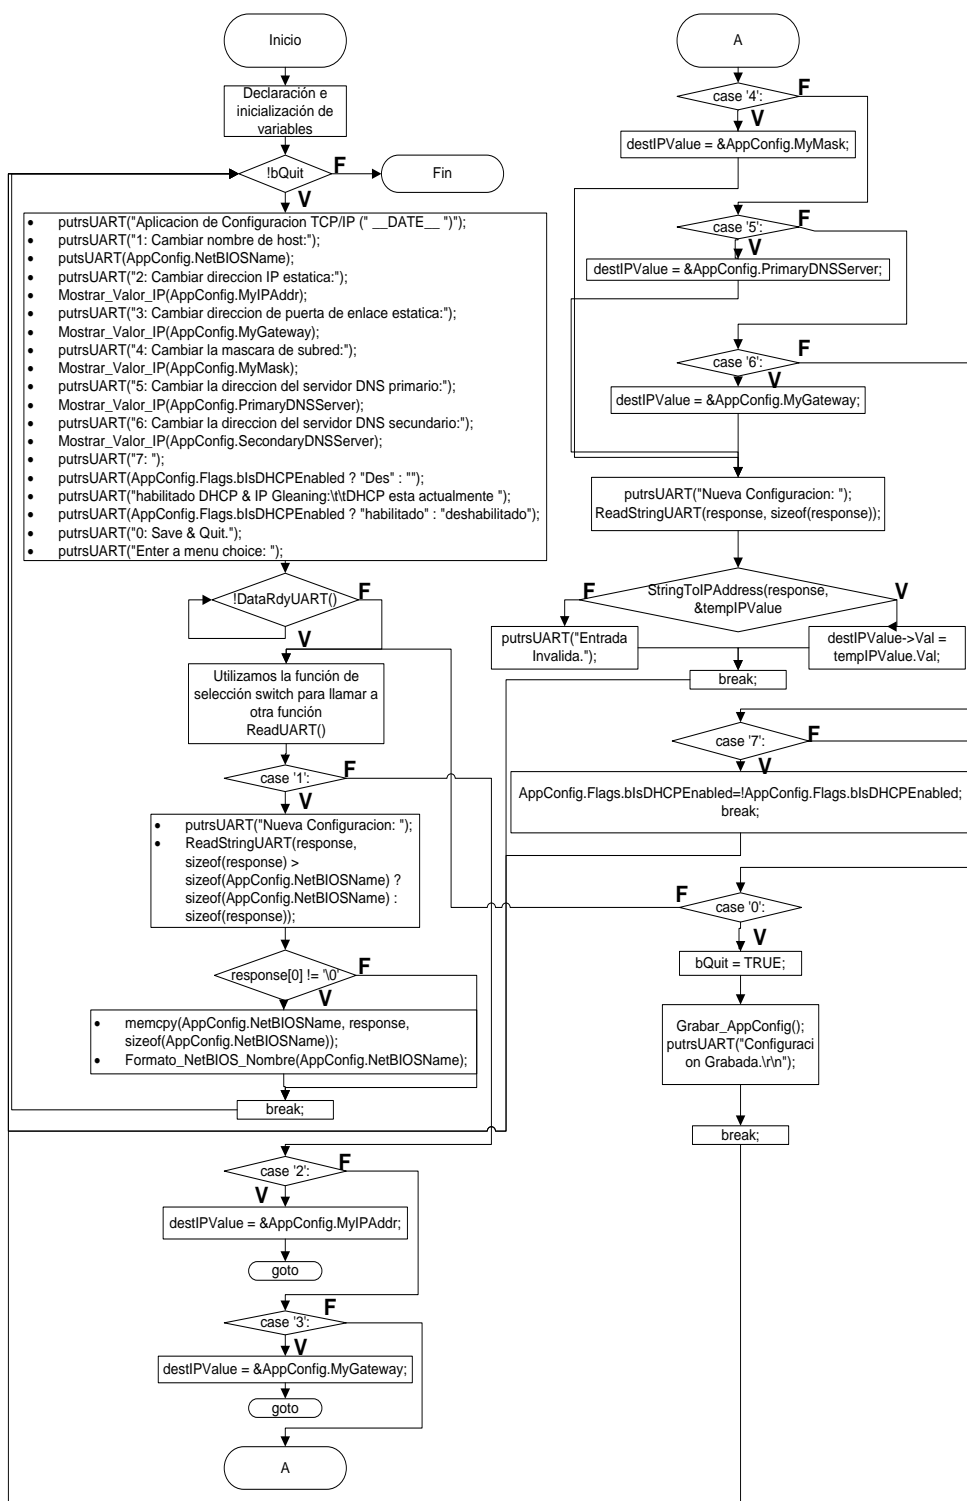 Inicio
Declaración e
inicialización de
variables
!bQuit
F
Fin
V
• putrsUART("Aplicacion de Configuracion TCP/IP (" __DATE__ ")");
• putrsUART("1: Cambiar nombre de host:");
• putsUART(AppConfig.NetBIOSName);
• putrsUART("2: Cambiar direccion IP estatica:");
• Mostrar_Valor_IP(AppConfig.MyIPAddr);
• putrsUART("3: Cambiar direccion de puerta de enlace estatica:");
• Mostrar_Valor_IP(AppConfig.MyGateway);
• putrsUART("4: Cambiar la mascara de subred:");
• Mostrar_Valor_IP(AppConfig.MyMask);
• putrsUART("5: Cambiar la direccion del servidor DNS primario:");
• Mostrar_Valor_IP(AppConfig.PrimaryDNSServer);
• putrsUART("6: Cambiar la direccion del servidor DNS secundario:");
• Mostrar_Valor_IP(AppConfig.SecondaryDNSServer);
• putrsUART("7: ");
• putrsUART(AppConfig.Flags.bIsDHCPEnabled ? "Des" : "");
• putrsUART("habilitado DHCP & IP Gleaning:\t\tDHCP esta actualmente ");
• putrsUART(AppConfig.Flags.bIsDHCPEnabled ? "habilitado" : "deshabilitado");
• putrsUART("0: Save & Quit.");
• putrsUART("Enter a menu choice: ");
!DataRdyUART()
F
V
Utilizamos la función de
selección switch para llamar a
otra función
ReadUART()
case '1':
F
V
• putrsUART("Nueva Configuracion: ");
• ReadStringUART(response,
sizeof(response) >
sizeof(AppConfig.NetBIOSName) ?
sizeof(AppConfig.NetBIOSName) :
sizeof(response));
response[0] != '\0'
F
V
• memcpy(AppConfig.NetBIOSName, response,
sizeof(AppConfig.NetBIOSName));
• Formato_NetBIOS_Nombre(AppConfig.NetBIOSName);
break;
case '2':
F
V
destIPValue = &AppConfig.MyIPAddr;
goto
case '3':
F
V
destIPValue = &AppConfig.MyGateway;
goto
A
A
case '4':
F
V
destIPValue = &AppConfig.MyMask;
case '5':
F
V
destIPValue = &AppConfig.PrimaryDNSServer;
case '6':
F
V
destIPValue = &AppConfig.MyGateway;
putrsUART("Nueva Configuracion: ");
ReadStringUART(response, sizeof(response));
F
StringToIPAddress(response,
&tempIPValue
V
putrsUART("Entrada
Invalida.");
destIPValue->Val =
tempIPValue.Val;
break;
case '7':
F
V
AppConfig.Flags.bIsDHCPEnabled=!AppConfig.Flags.bIsDHCPEnabled;
break;
F
case '0':
V
bQuit = TRUE;
Grabar_AppConfig();
putrsUART("Configuraci
on Grabada.\r\n");
break;